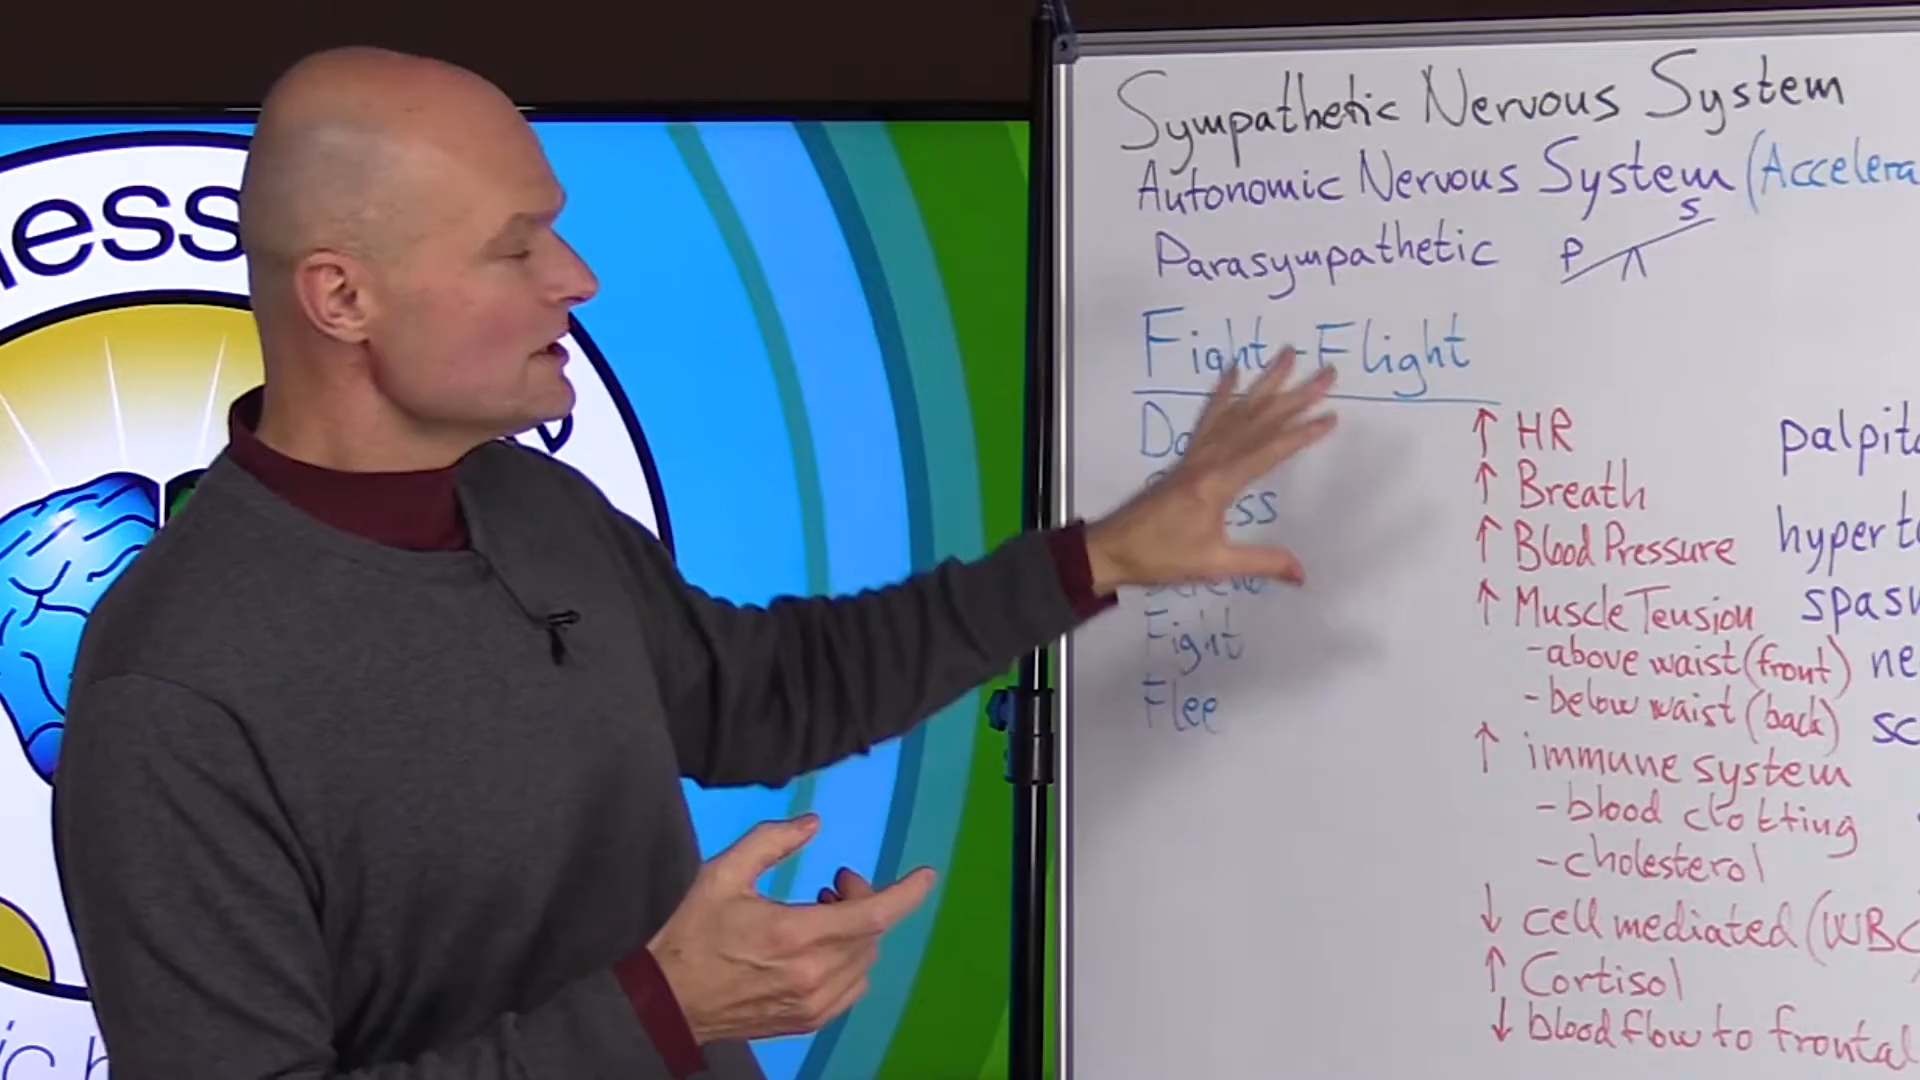 ess
Sympathetic Nervous System
Autonomic Nervous System (Accelera
Parasympathetic P S
Fight-Flight
↑ HR palpit
↑ Breath
↑ Blood Pressure hypert
↑ Muscle Tension spas
Fight
-above waist (front) ne
Flee
-below waist (back) sc
↑ immune system
-blood clotting
-cholesterol
↓ cell mediated (WBC
↑ Cortisol
↓ blood flow to frontal